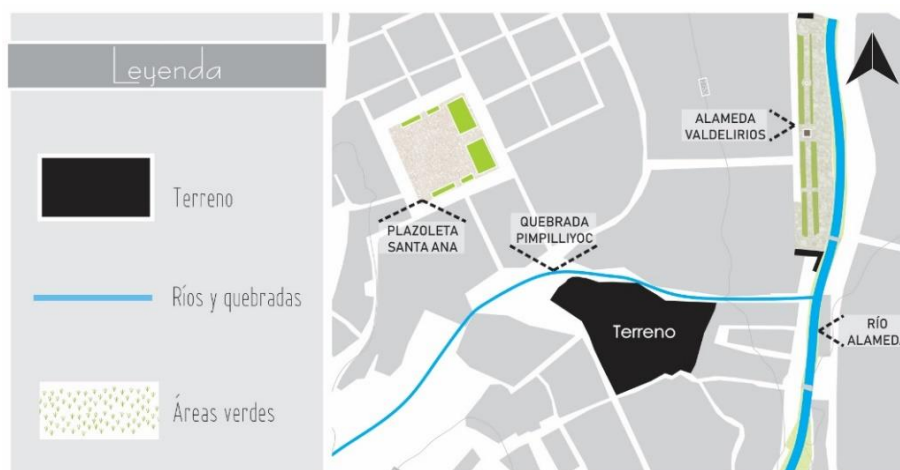 Leyenda
Terreno
Ríos y quebradas
Áreas verdes
ALAMEDA
VALDELIRIOS
PLAZOLETA
SANTA ANA
QUEBRADA
PIMPILLIYOC
Terreno
RÍO
ALAMEDA